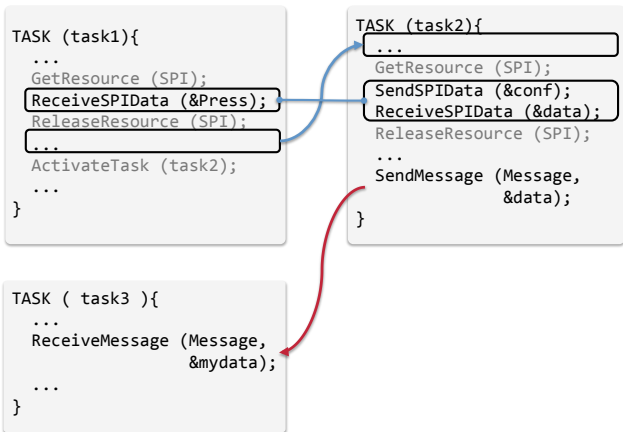 TASK (task1){
...
GetResource (SPI);
ReceiveSPIData (&Press);
ReleaseResource (SPI);
...
ActivateTask (task2);
...
}
TASK (task2){
...
GetResource (SPI);
SendSPIData (&conf);
ReceiveSPIData (&data);
ReleaseResource (SPI);
...
SendMessage (Message,
&data);
}
TASK ( task3 ){
...
ReceiveMessage (Message,
&mydata);
...
}